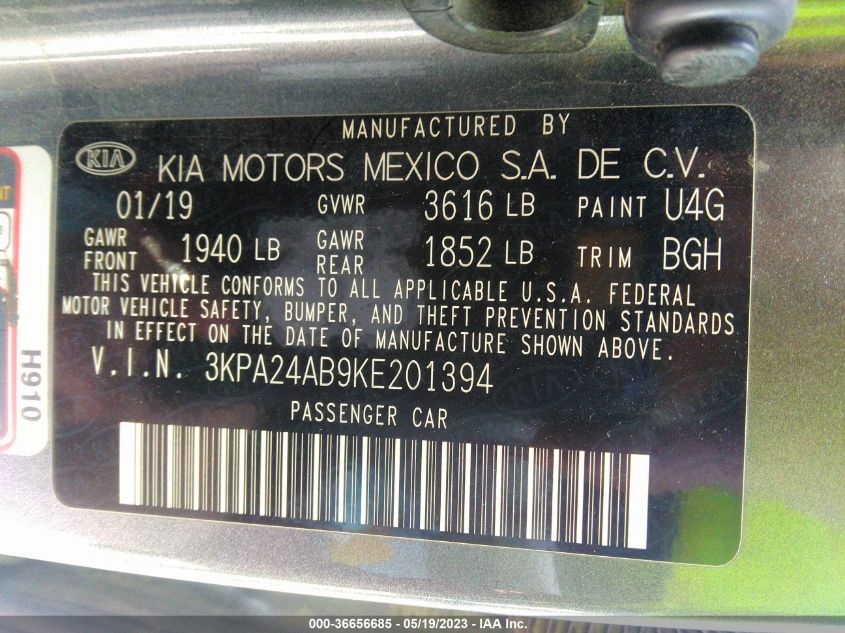 MANUFACTURED BY
KIA KIA MOTORS MEXICO S.A. DE C.V.
01/19 GVWR 3616 LB PAINT U4G
GAWR FRONT 1940 LB GAWR REAR 1852 LB TRIM BGH
THIS VEHICLE CONFORMS TO ALL APPLICABLE U.S.A. FEDERAL
MOTOR VEHICLE SAFETY, BUMPER, AND THEFT PREVENTION STANDARDS
IN EFFECT ON THE DATE OF MANUFACTURE SHOWN ABOVE.
V.I.N. 3KPA24AB9KE201394
PASSENGER CAR
H910
000-36656685 - 05/19/2023 - IAA Inc.